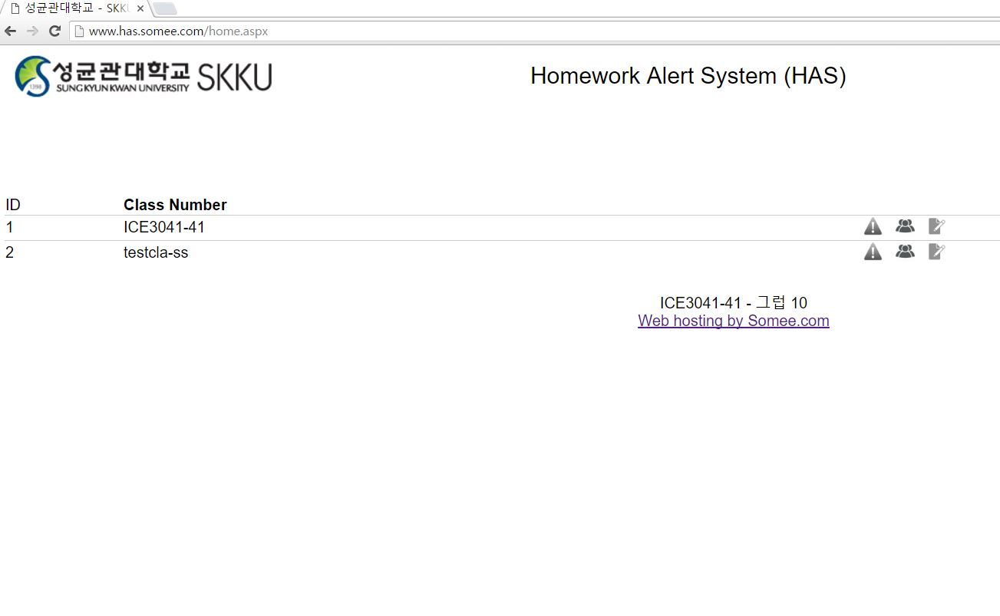 성균관대학교 - SKK
www.has.somee.com/home.aspx
성균관대학교 SKKU
SUNG KYUN KWAN UNIVERSITY
1398
Homework Alert System (HAS)
ID Class Number
1 ICE3041-41
2 testcla-ss
ICE3041-41 - 그럽 10
Web hosting by Somee.com